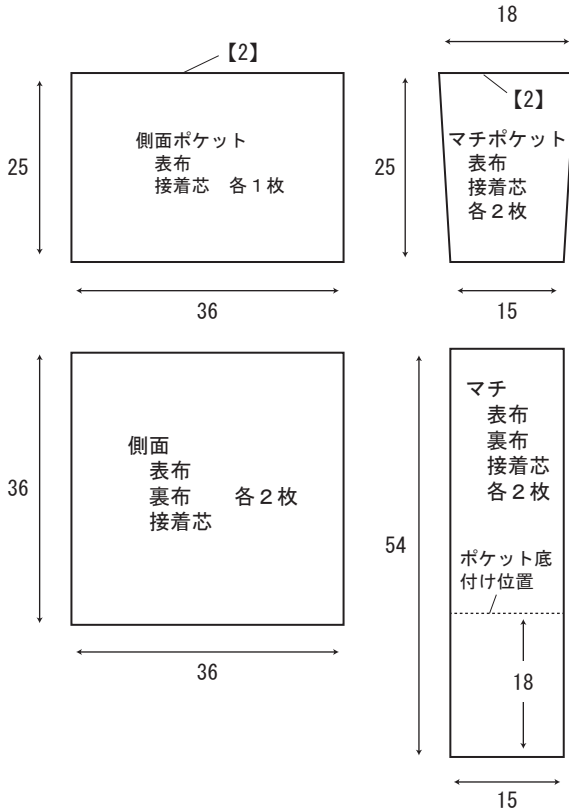 【2】
25
側面ポケット
表布
接着芯　各１枚
36
18
【2】
25
マチポケット
表布
接着芯
各２枚
15
36
側面
表布
裏布　各２枚
接着芯
36
54
マチ
表布
裏布
接着芯
各２枚
ポケット底
付け位置
18
15